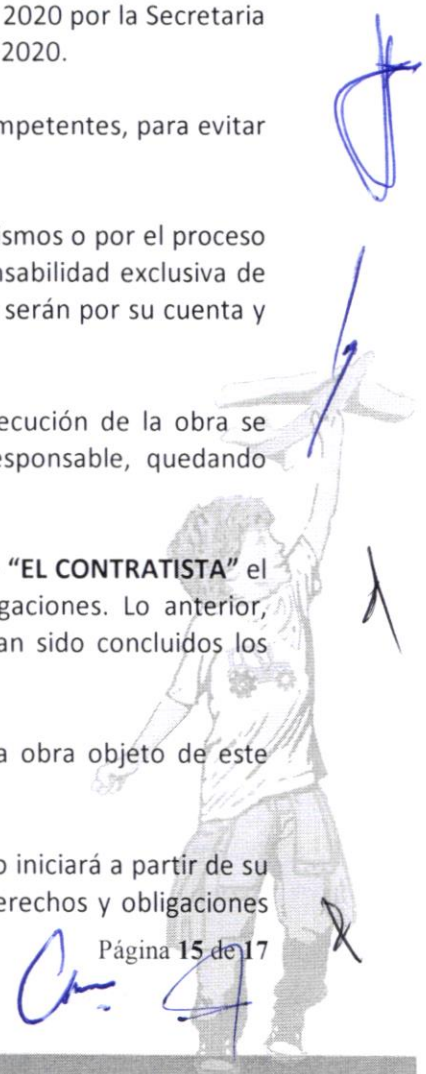 2020 por la Secretaria
2020.
mpetentes, para evitar
ismos o por el proceso
nsabilidad exclusiva de
serán por su cuenta y
ecución de la obra se
esponsable, quedando
"EL CONTRATISTA" el
gaciones. Lo anterior,
an sido concluidos los
a obra objeto de este
o iniciará a partir de su
erechos y obligaciones
Página 15 de 17